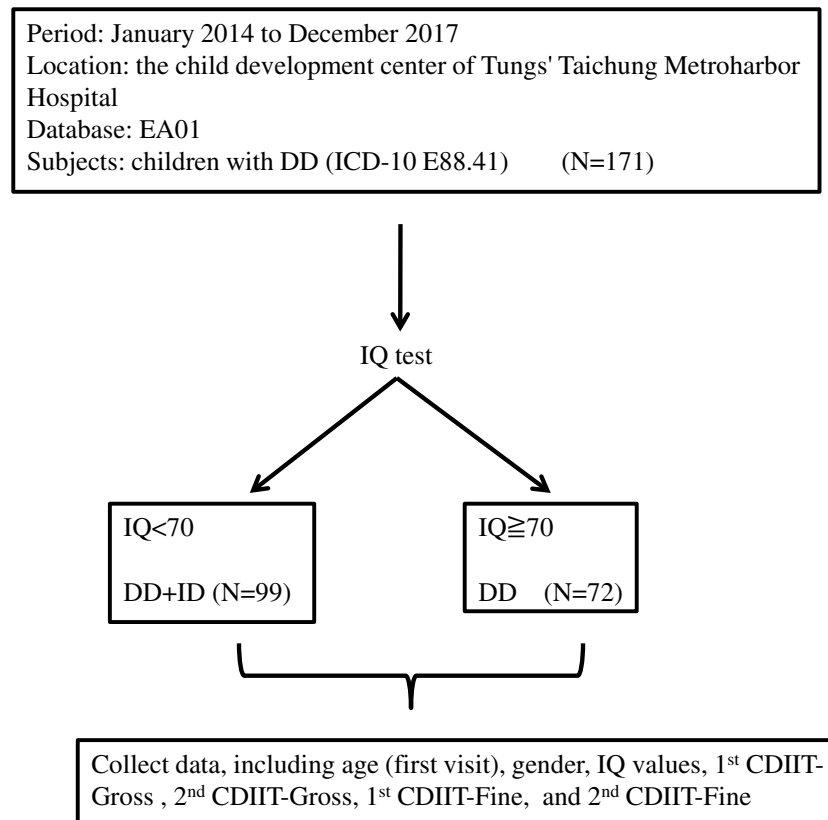 Period: January 2014 to December 2017
Location: the child development center of Tungs' Taichung Metroharbor
Hospital
Database: EA01
Subjects: children with DD (ICD-10 E88.41) (N=171)
IQ test
IQ<70
DD+ID (N=99)
IQ≧70
DD (N=72)
Collect data, including age (first visit), gender, IQ values, 1st CDIIT-
Gross , 2nd CDIIT-Gross, 1st CDIIT-Fine, and 2nd CDIIT-Fine